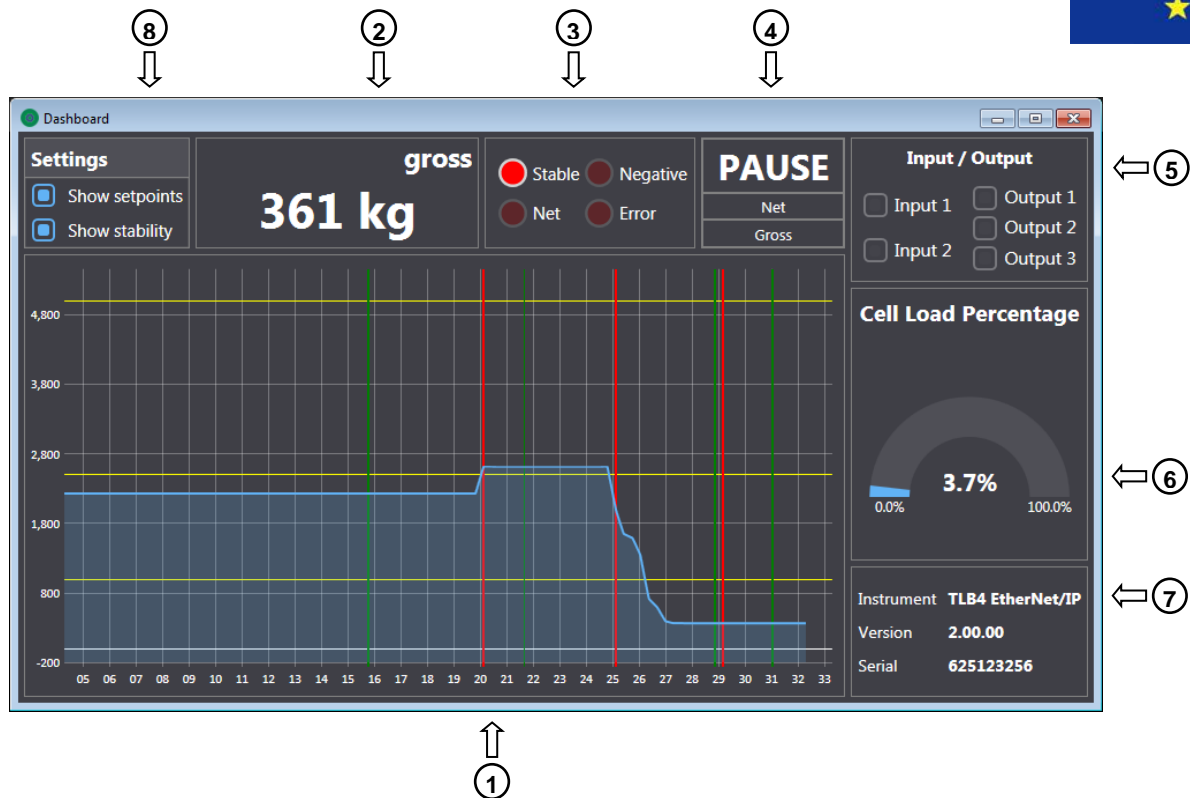 8 2 3 4
Dashboard
Settings
Show setpoints
Show stability
gross
361 kg
Stable Negative
Net Error
PAUSE
Net
Gross
Input / Output
Input 1 Output 1
Output 2
Input 2 Output 3
5
4,800
3,800
2,800
1,800
800
-200
05 06 07 08 09 10 11 12 13 14 15 16 17 18 19 20 21 22 23 24 25 26 27 28 29 30 31 32 33
Cell Load Percentage
3.7%
0.0% 100.0%
6
Instrument TLB4 EtherNet/IP
Version 2.00.00
Serial 625123256
7
1